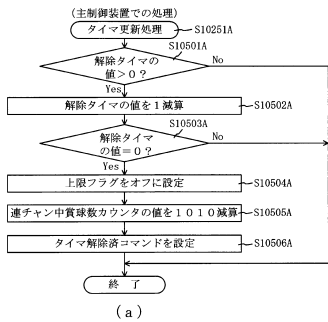 (主制御装置での処理)
タイマ更新処理
S10251A
S10501A
解除タイマの
値>0?
No
Yes
解除タイマの値を1減算
S10502A
S10503A
解除タイマ
の値=0?
No
Yes
上限フラグをオフに設定
S10504A
連チャン中賞球数カウンタの値を1010減算
S10505A
タイマ解除済コマンドを設定
S10506A
終 了
(a)